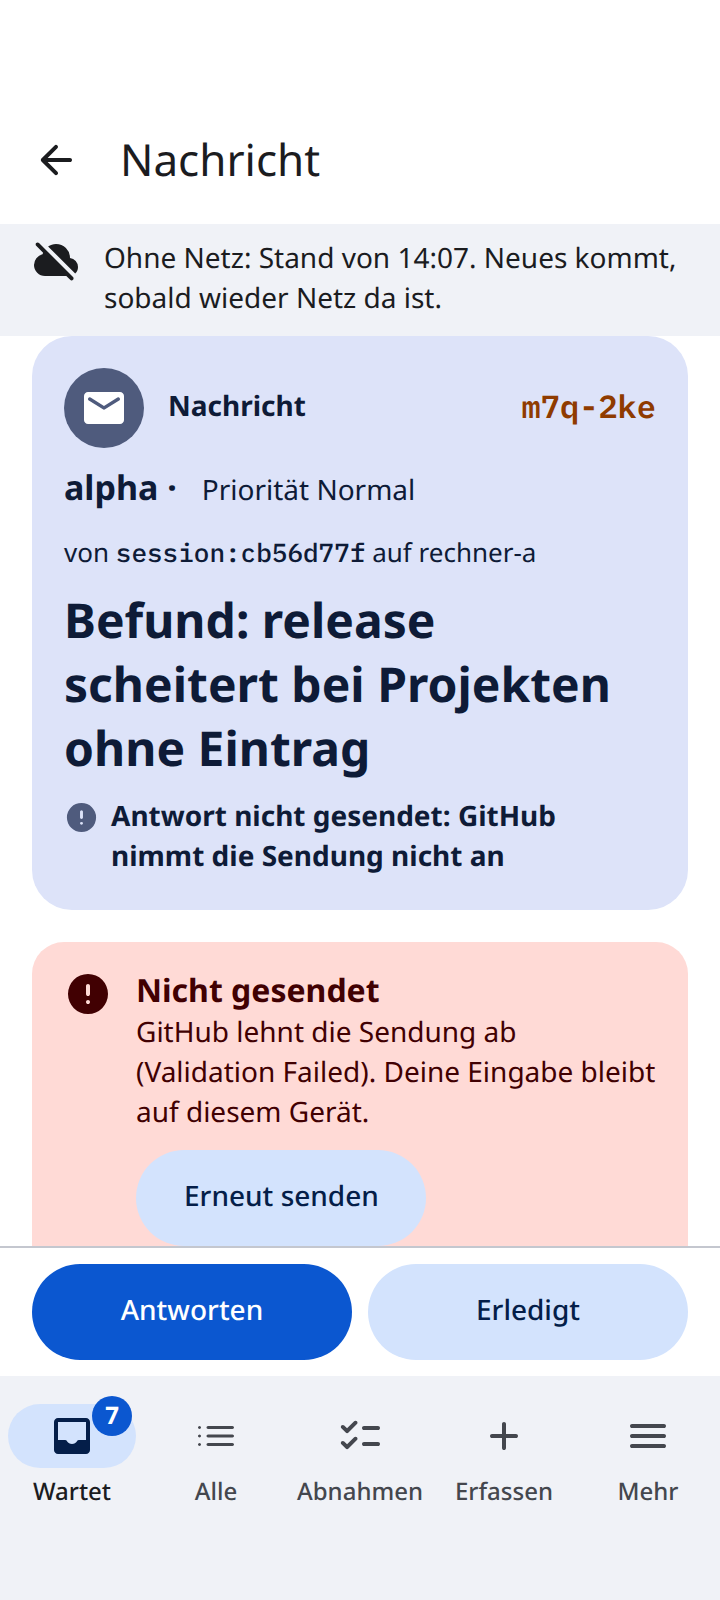 Nachricht
Ohne Netz: Stand von 14:07. Neues kommt,
sobald wieder Netz da ist.
Nachricht
m7q-2ke
alpha · Priorität Normal
von session:cb56d77f auf rechner-a
Befund: release
scheitert bei Projekten
ohne Eintrag
Antwort nicht gesendet: GitHub
nimmt die Sendung nicht an
Nicht gesendet
GitHub lehnt die Sendung ab
(Validation Failed). Deine Eingabe bleibt
auf diesem Gerät.
Erneut senden
Antworten
Erledigt
7
Wartet
Alle
Abnahmen
Erfassen
Mehr